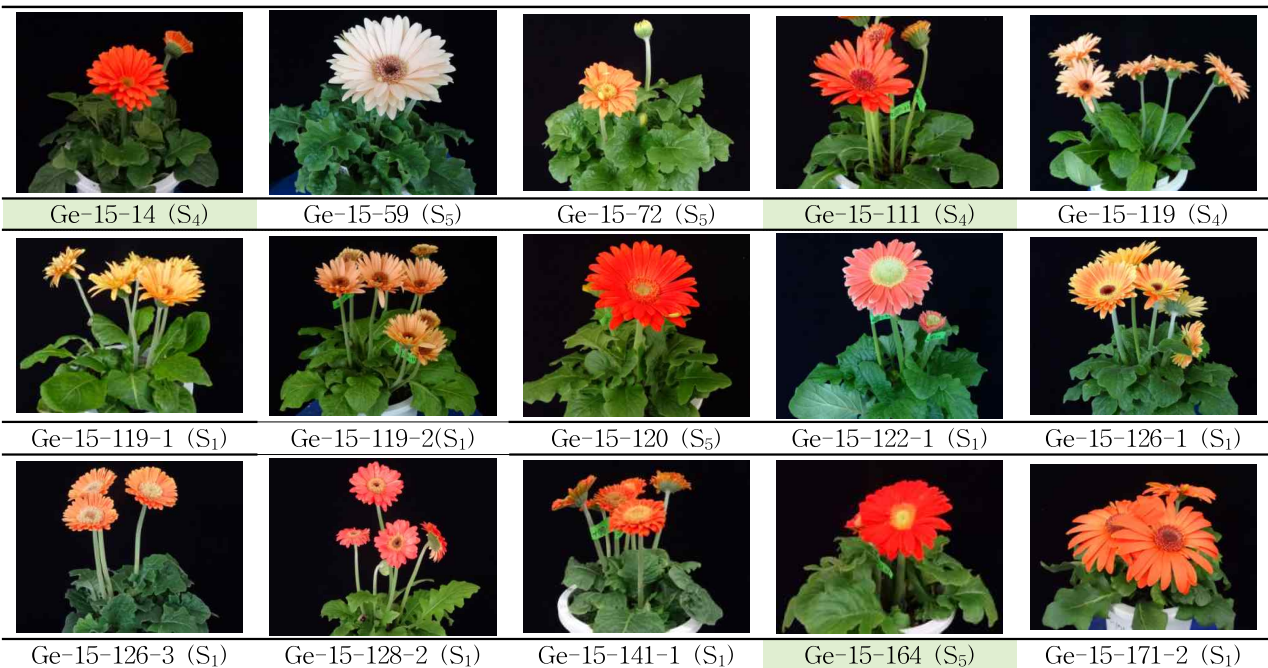 Ge-15-14 (S₄) Ge-15-59 (S₅) Ge-15-72 (S₅) Ge-15-111 (S₄) Ge-15-119 (S₄)
Ge-15-119-1 (S₁) Ge-15-119-2(S₁) Ge-15-120 (S₅) Ge-15-122-1 (S₁) Ge-15-126-1 (S₁)
Ge-15-126-3 (S₁) Ge-15-128-2 (S₁) Ge-15-141-1 (S₁) Ge-15-164 (S₅) Ge-15-171-2 (S₁)